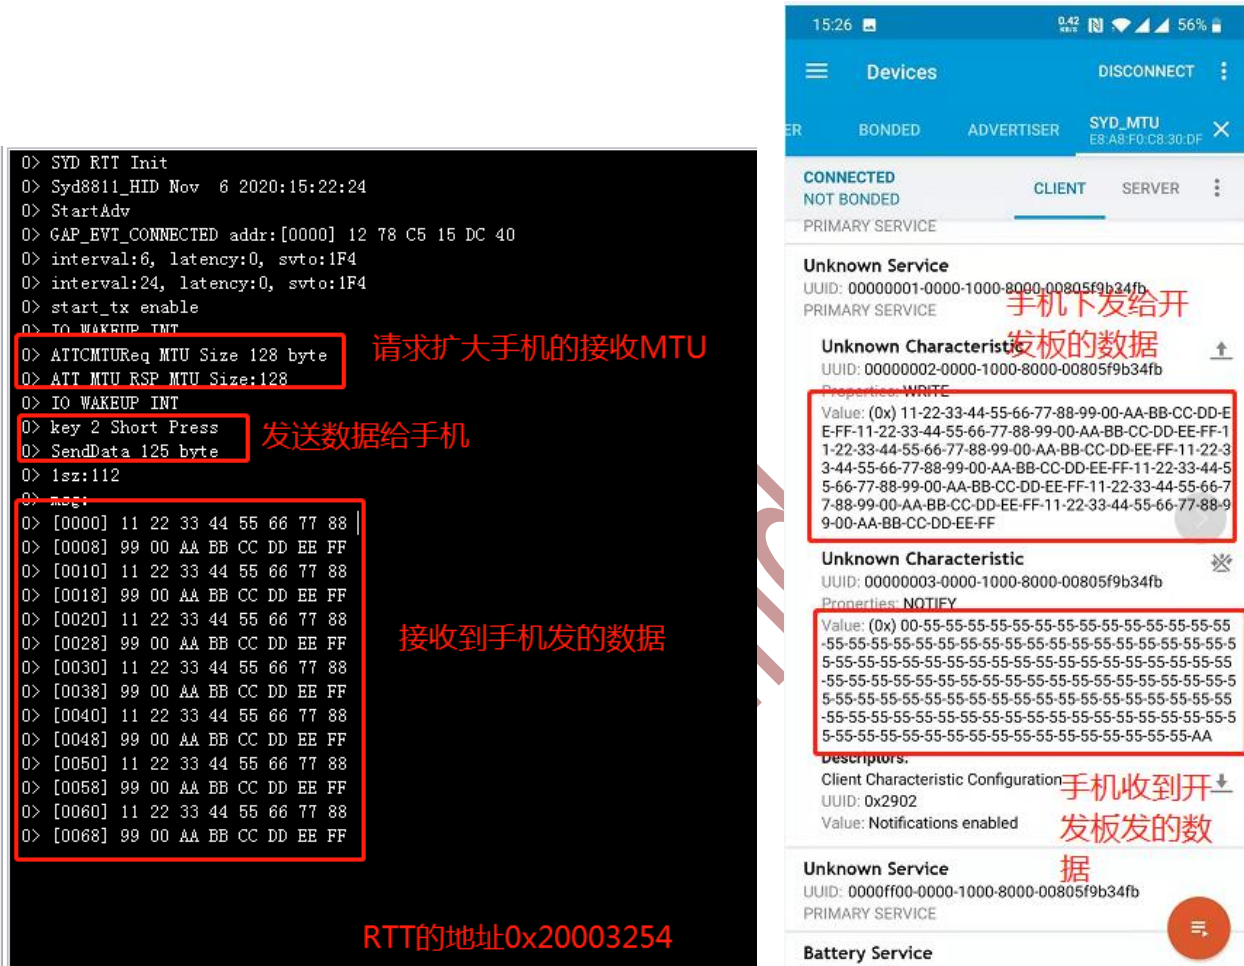 0> SYD RTT Init
0> Syd8811_HID Nov  6 2020:15:22:24
0> StartAdv
0> GAP_EVT_CONNECTED addr:[0000] 12 78 C5 15 DC 40
0> interval:6, latency:0, svto:1F4
0> interval:24, latency:0, svto:1F4
0> start_tx enable
0> IO WAKEUP INT
0> ATTCMTUReq MTU Size 128 byte
0> ATT MTU RSP MTU Size:128
请求扩大手机的接收MTU
0> IO WAKEUP INT
0> key 2 Short Press
0> SendData 125 byte
发送数据给手机
0> lsz:112
0> msg:
0> [0000] 11 22 33 44 55 66 77 88
0> [0008] 99 00 AA BB CC DD EE FF
0> [0010] 11 22 33 44 55 66 77 88
0> [0018] 99 00 AA BB CC DD EE FF
0> [0020] 11 22 33 44 55 66 77 88
0> [0028] 99 00 AA BB CC DD EE FF
0> [0030] 11 22 33 44 55 66 77 88
0> [0038] 99 00 AA BB CC DD EE FF
0> [0040] 11 22 33 44 55 66 77 88
0> [0048] 99 00 AA BB CC DD EE FF
0> [0050] 11 22 33 44 55 66 77 88
0> [0058] 99 00 AA BB CC DD EE FF
0> [0060] 11 22 33 44 55 66 77 88
0> [0068] 99 00 AA BB CC DD EE FF
接收到手机发的数据
RTT的地址0x20003254
15:26 0.42 KB/S 56%
Devices DISCONNECT
ER BONDED ADVERTISER SYD_MTU
E8:A8:F0:C8:30:DF
CONNECTED
NOT BONDED
CLIENT SERVER
PRIMARY SERVICE
Unknown Service
UUID: 00000001-0000-1000-8000-00805f9b34fb
PRIMARY SERVICE
手机下发给开
发板的数据
Unknown Characteristic
UUID: 00000002-0000-1000-8000-00805f9b34fb
Properties: WRITE
Value: (0x) 11-22-33-44-55-66-77-88-99-00-AA-BB-CC-DD-E
E-FF-11-22-33-44-55-66-77-88-99-00-AA-BB-CC-DD-EE-FF-1
1-22-33-44-55-66-77-88-99-00-AA-BB-CC-DD-EE-FF-11-22-3
3-44-55-66-77-88-99-00-AA-BB-CC-DD-EE-FF-11-22-33-44-5
5-66-77-88-99-00-AA-BB-CC-DD-EE-FF-11-22-33-44-55-66-7
7-88-99-00-AA-BB-CC-DD-EE-FF-11-22-33-44-55-66-77-88-9
9-00-AA-BB-CC-DD-EE-FF
Unknown Characteristic
UUID: 00000003-0000-1000-8000-00805f9b34fb
Properties: NOTIFY
Value: (0x) 00-55-55-55-55-55-55-55-55-55-55-55-55-55-55
-55-55-55-55-55-55-55-55-55-55-55-55-55-55-55-55-55-55-5
5-55-55-55-55-55-55-55-55-55-55-55-55-55-55-55-55-55-55
-55-55-55-55-55-55-55-55-55-55-55-55-55-55-55-55-55-55-5
5-55-55-55-55-55-55-55-55-55-55-55-55-55-55-55-55-55-55
-55-55-55-55-55-55-55-55-55-55-55-55-55-55-55-55-55-55-5
5-55-55-55-55-55-55-55-55-55-55-55-55-55-55-55-55-AA
Descriptors:
Client Characteristic Configuration
UUID: 0x2902
Value: Notifications enabled
手机收到开
发板发的数
据
Unknown Service
UUID: 0000ff00-0000-1000-8000-00805f9b34fb
PRIMARY SERVICE
Battery Service